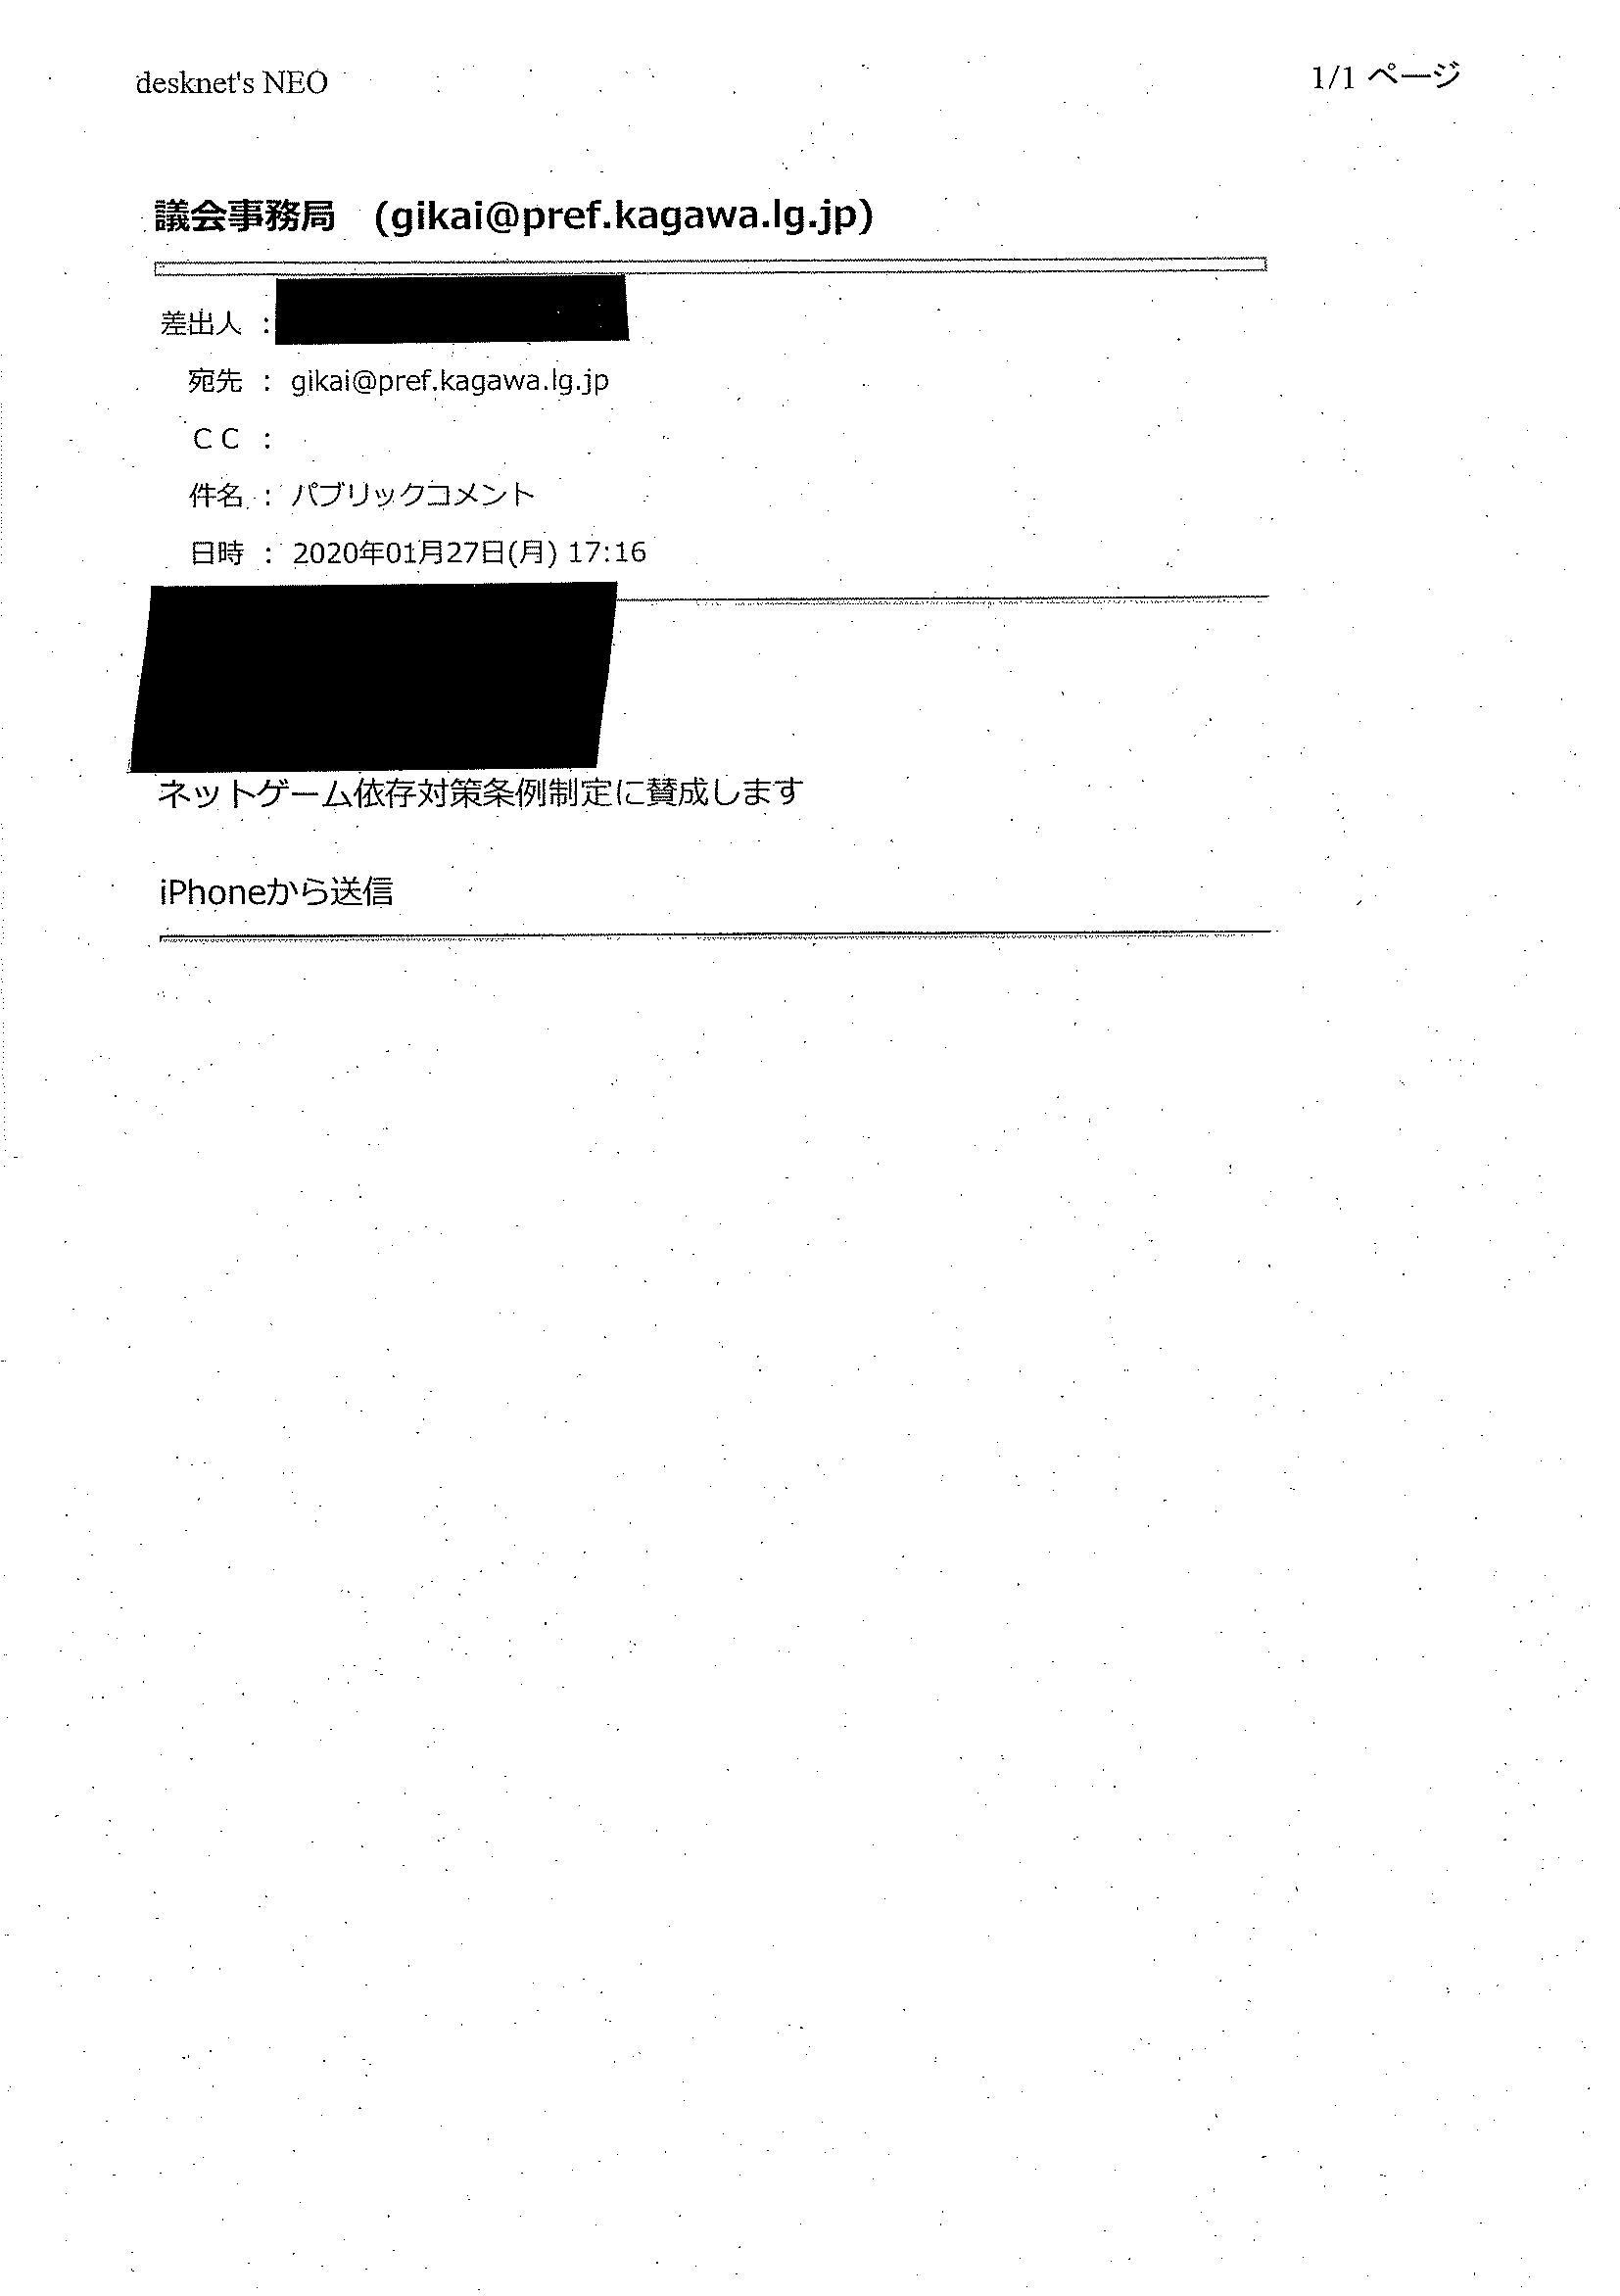 desknet's NEO
1/1 ページ
議会事務局 (gikai@pref.kagawa.lg.jp)
差出人 :
宛先 : gikai@pref.kagawa.lg.jp
CC :
件名 : パブリックコメント
日時 : 2020年01月27日(月) 17:16
ネットゲーム依存対策条例制定に賛成します
iPhoneから送信